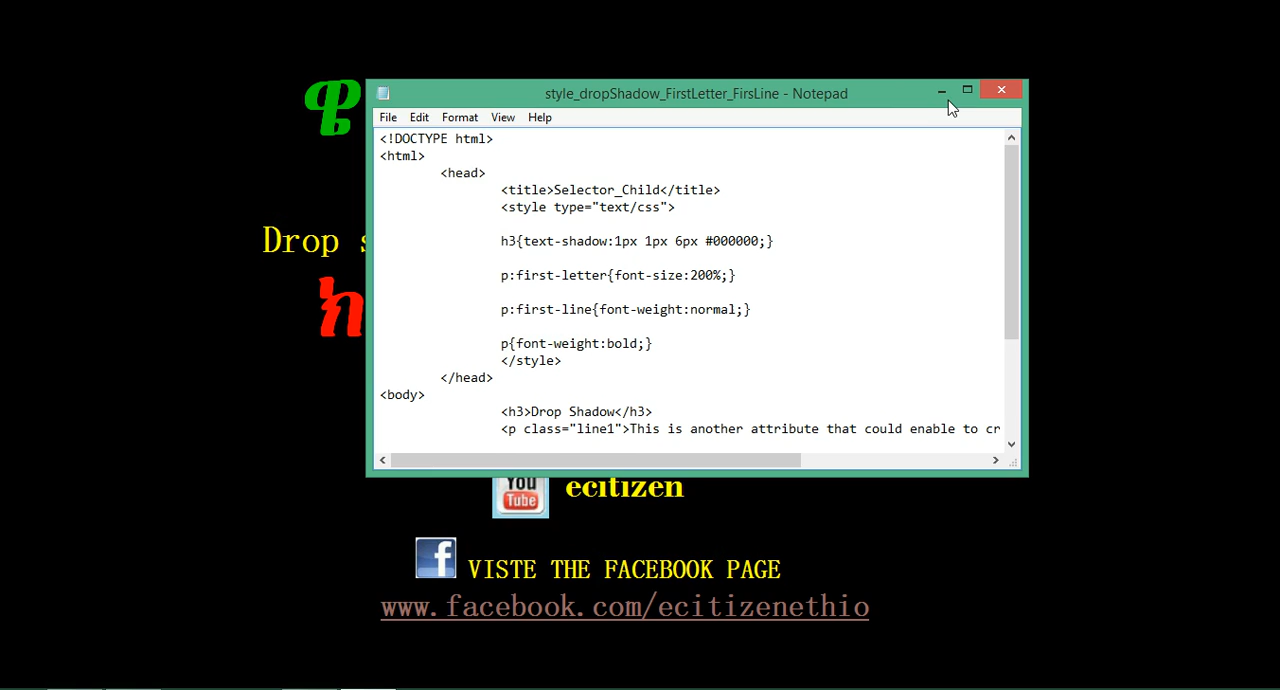 style_dropShadow_FirstLetter_FirsLine - Notepad
File Edit Format View Help
<!DOCTYPE html>
<html>
<head>
<title>Selector_Child</title>
<style type="text/css">
h3{text-shadow:1px 1px 6px #000000;}
p:first-letter{font-size:200%;}
p:first-line{font-weight:normal;}
p{font-weight:bold;}
</style>
</head>
<body>
<h3>Drop Shadow</h3>
<p class="line1">This is another attribute that could enable to cr
Drop s
You
Tube
ecitizen
f VISTE THE FACEBOOK PAGE
www.facebook.com/ecitizenethio